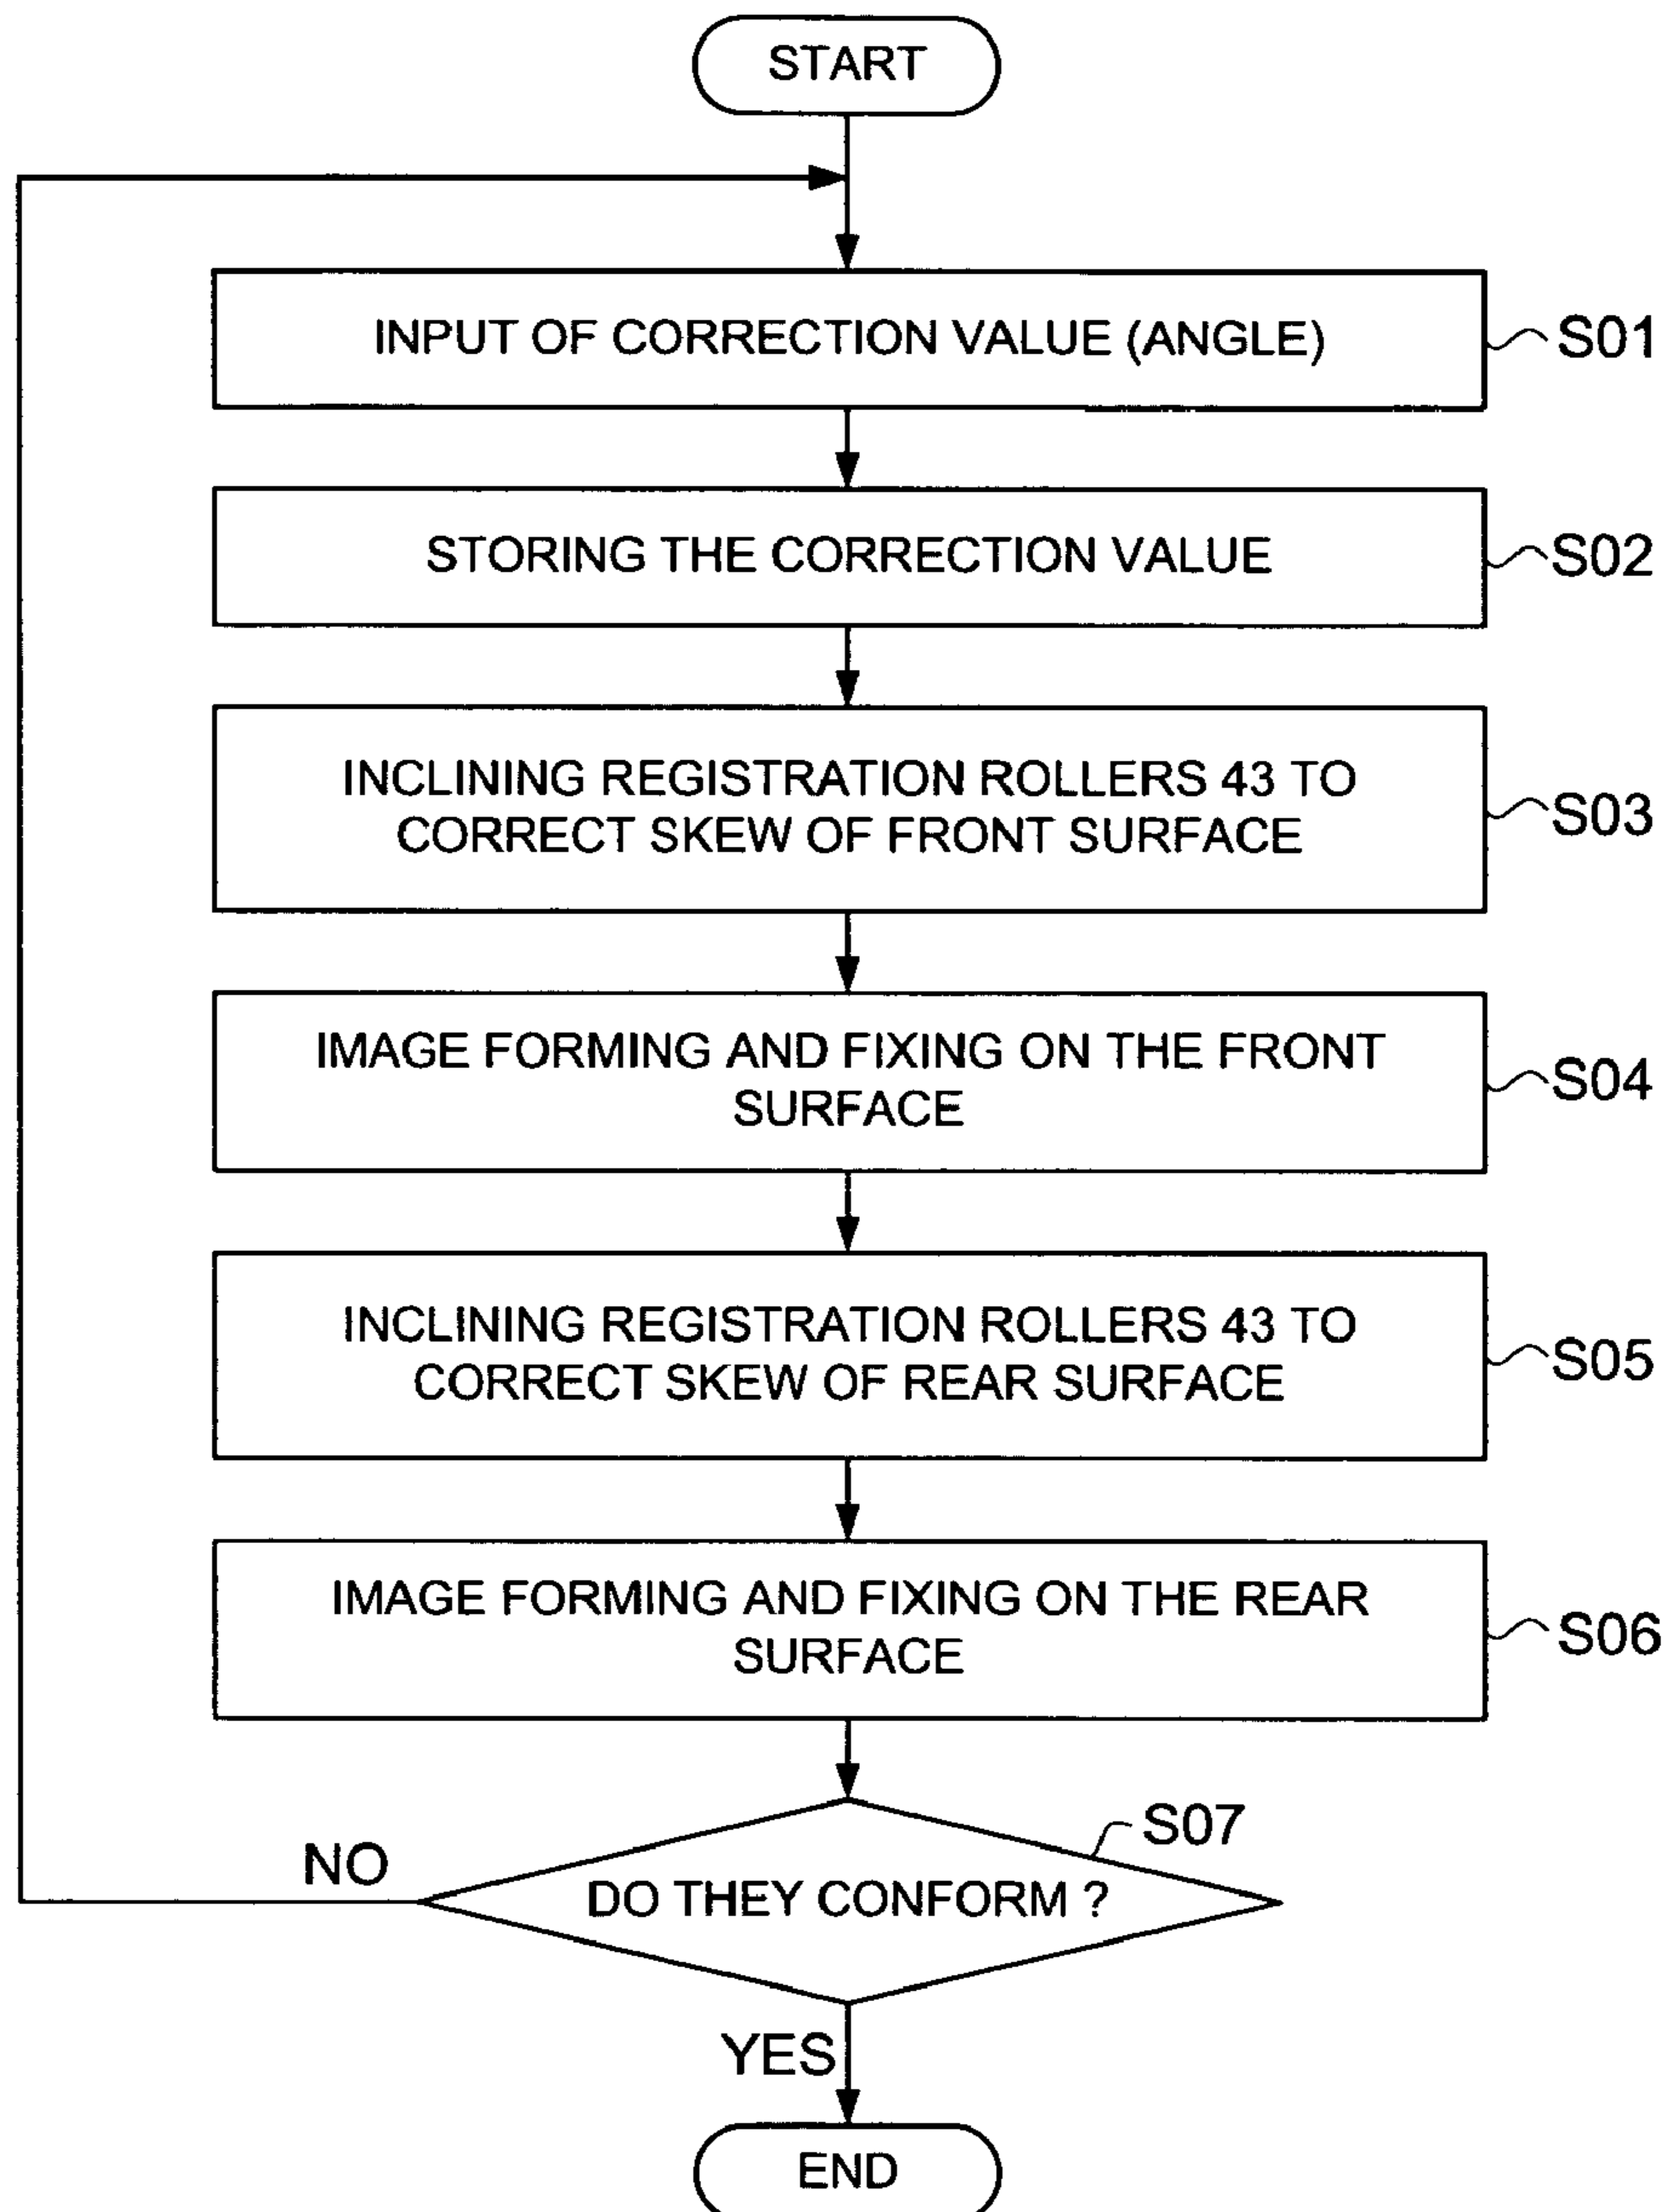 START
INPUT OF CORRECTION VALUE (ANGLE)
S01
STORING THE CORRECTION VALUE
S02
INCLINING REGISTRATION ROLLERS 43 TO
CORRECT SKEW OF FRONT SURFACE
S03
IMAGE FORMING AND FIXING ON THE FRONT
SURFACE
S04
INCLINING REGISTRATION ROLLERS 43 TO
CORRECT SKEW OF REAR SURFACE
S05
IMAGE FORMING AND FIXING ON THE REAR
SURFACE
S06
S07
NO
DO THEY CONFORM ?
YES
END